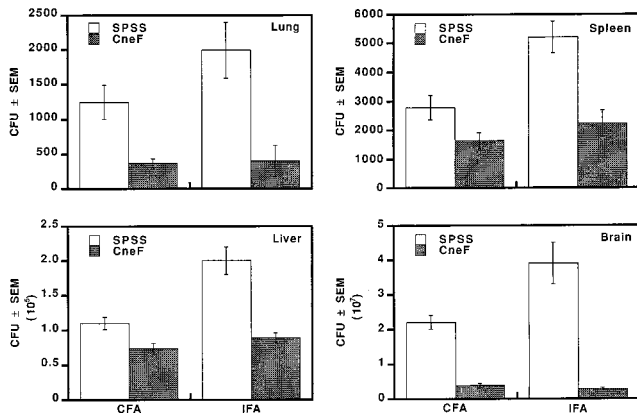 2500
2000
1500
1000
500
0
CFU ± SEM
SPSS
CneF
Lung
6000
5000
4000
3000
2000
1000
0
CFU ± SEM
SPSS
CneF
Spleen
2.5
2.0
1.5
1.0
0.5
0
CFU ± SEM
SPSS
CneF
Liver
CFA
IFA
5
4
3
2
1
0
CFU ± SEM
(10⁷)
SPSS
CneF
Brain
CFA
IFA